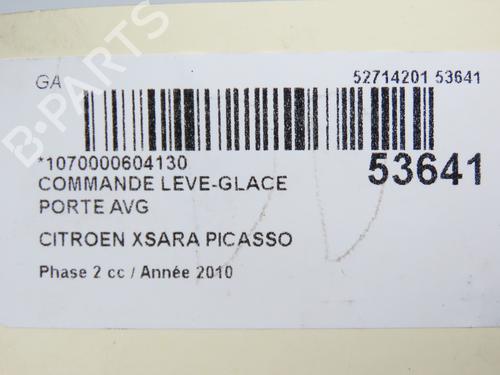 GA 52714201 53641
*1070000604130 53641
COMMANDE LEVE-GLACE
PORTE AVG
CITROEN XSARA PICASSO
Phase 2 cc / Année 2010
B-PARTS